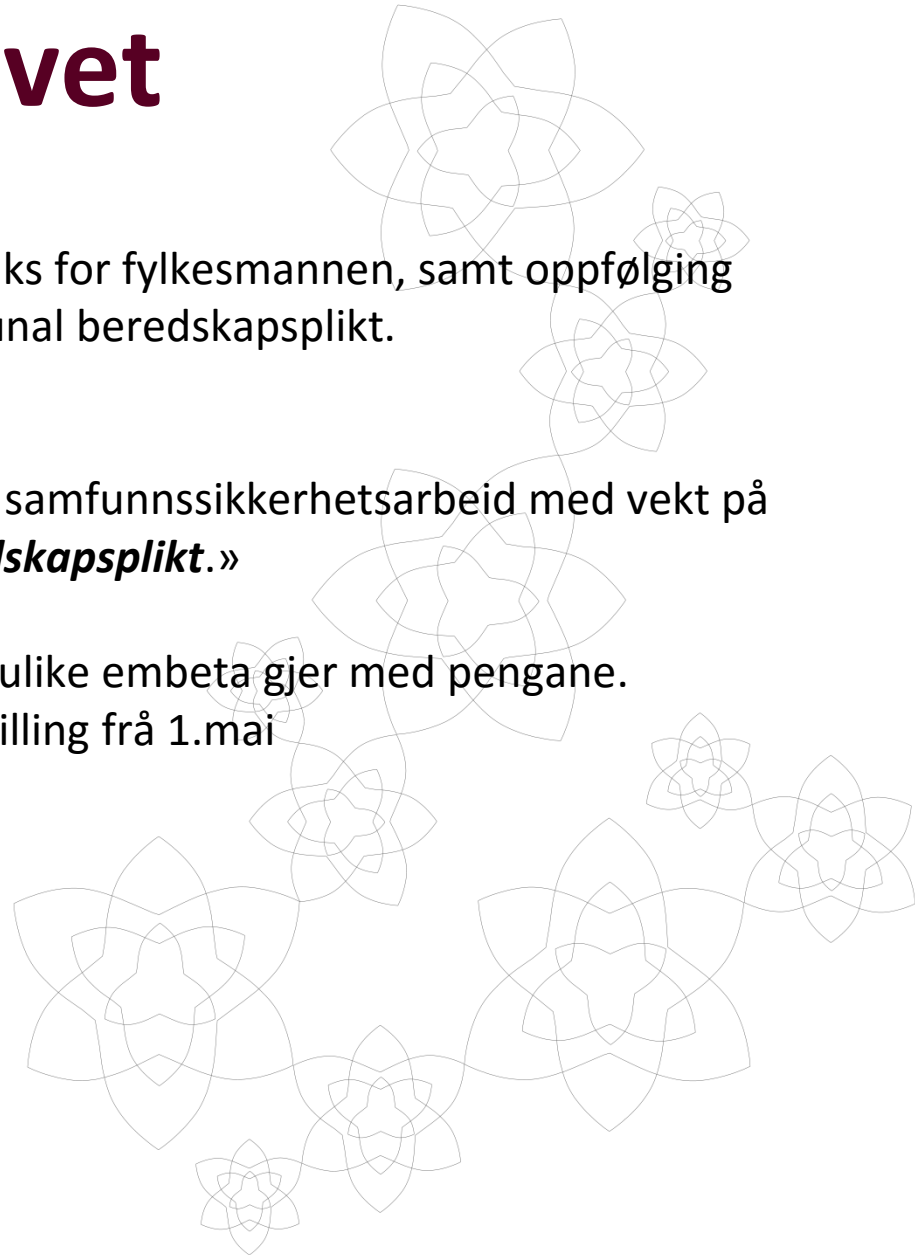 vet
ks for fylkesmannen, samt oppfølging
unal beredskapsplikt.
samfunnssikkerhetsarbeid med vekt på
dskapsplikt.»
ulike embeta gjer med pengane.
illing frå 1.mai